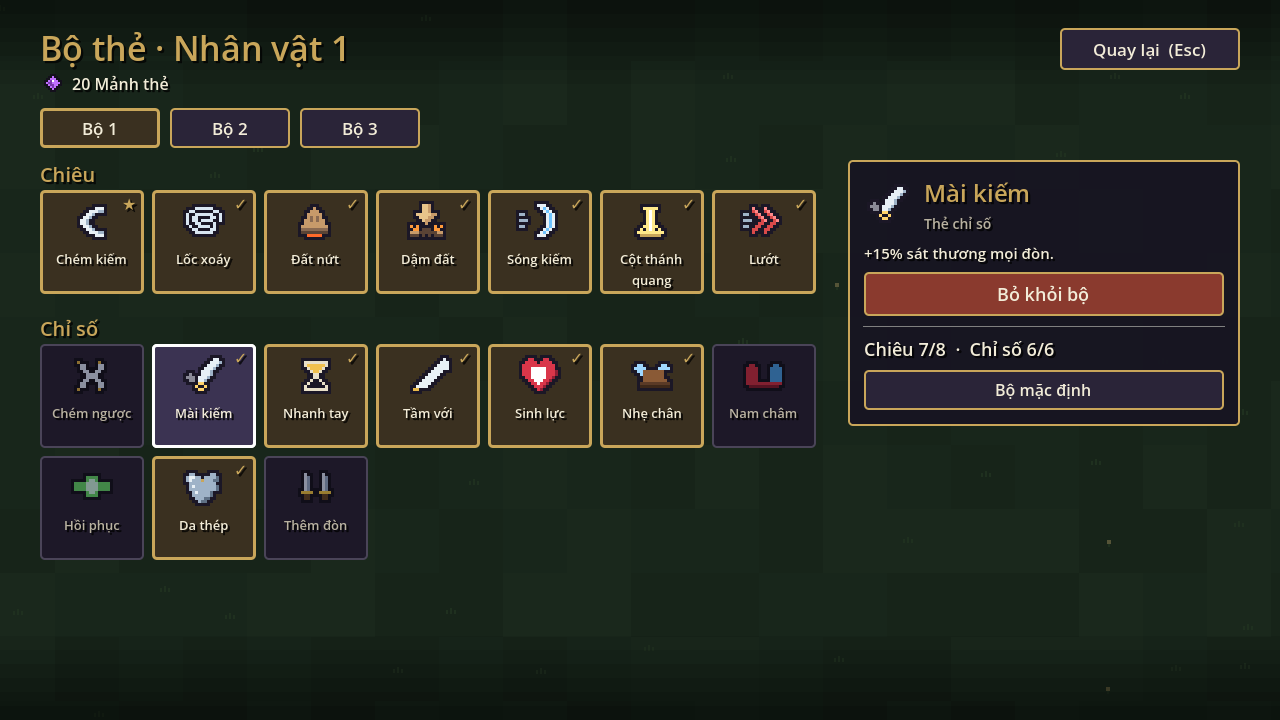 Bộ thẻ · Nhân vật 1
Quay lại (Esc)
20 Mảnh thẻ
Bộ 1
Bộ 2
Bộ 3
Chiêu
Chém kiếm
Lốc xoáy
Đất nứt
Dậm đất
Sóng kiếm
Cột thánh
quang
Lướt
Chỉ số
Chém ngược
Mài kiếm
Nhanh tay
Tầm với
Sinh lực
Nhẹ chân
Nam châm
Hồi phục
Da thép
Thêm đòn
Mài kiếm
Thẻ chỉ số
+15% sát thương mọi đòn.
Bỏ khỏi bộ
Chiêu 7/8 · Chỉ số 6/6
Bộ mặc định